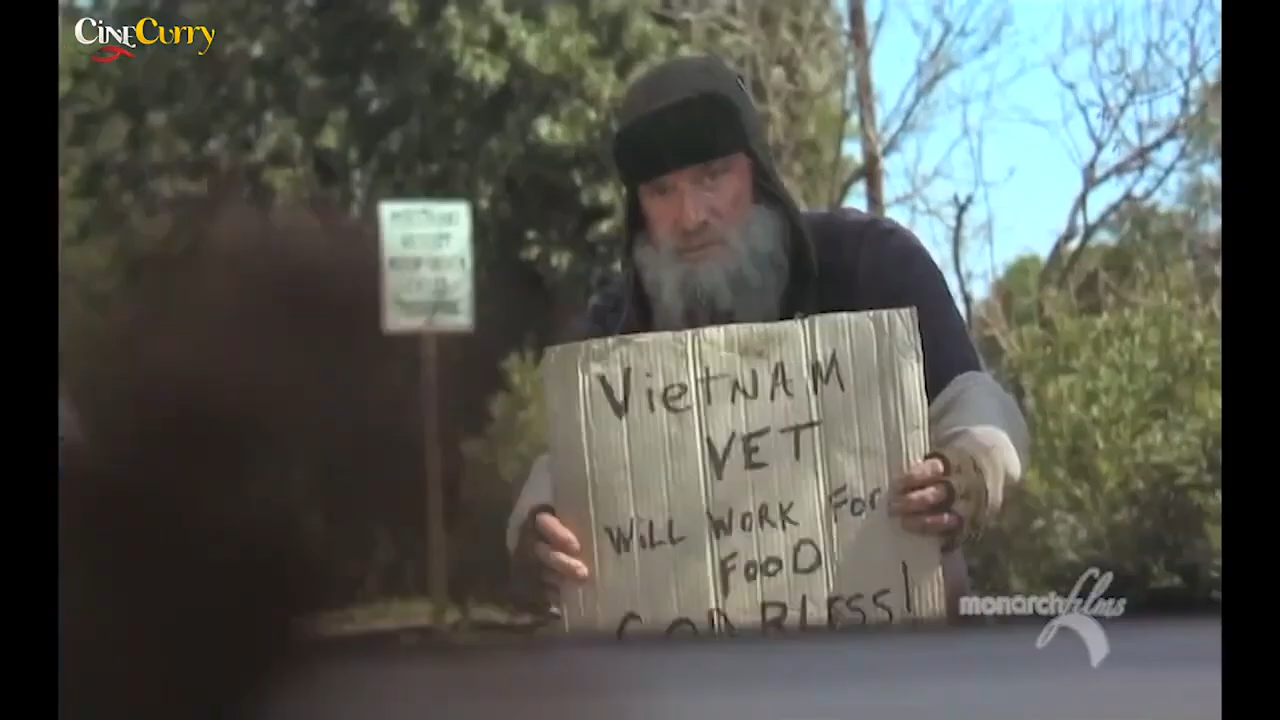 CineCurry
VietNAM
VET
WiLL WORK FOR
FOOD
GOD BLESS!
monarchfilms